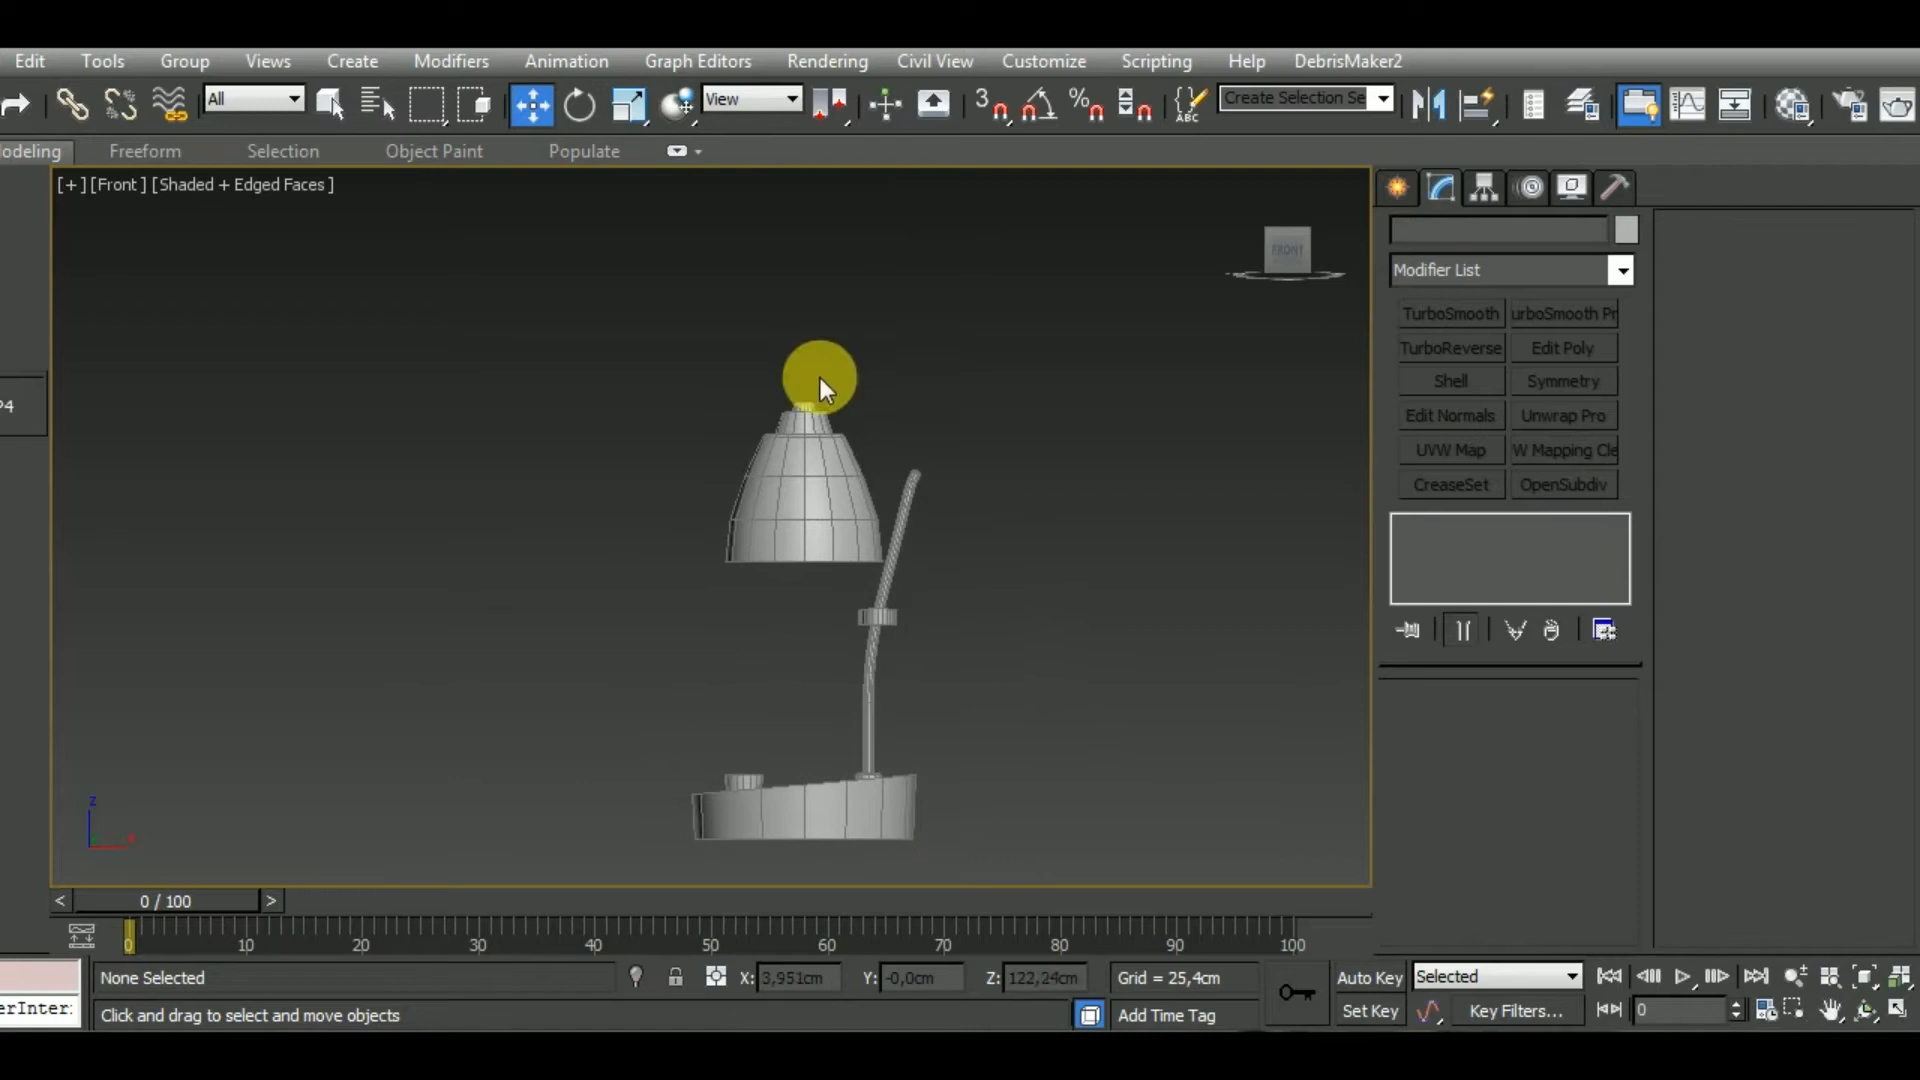 Edit Tools Group Views Create Modifiers Animation Graph Editors Rendering Civil View Customize Scripting Help DebrisMaker2
All View Create Selection Se
ABC
odeling Freeform Selection Object Paint Populate
[+][Front][Shaded + Edged Faces]
FRONT
Modifier List
TurboSmooth urboSmooth Pr
TurboReverse Edit Poly
Shell Symmetry
Edit Normals Unwrap Pro
UVW Map W Mapping Cle
CreaseSet OpenSubdiv
P4
z
x
< 0 / 100 >
0 10 20 30 40 50 60 70 80 90 100
None Selected X: 3,951cm Y: -0,0cm Z: 122,24cm Grid = 25,4cm Auto Key Selected
erInter: Click and drag to select and move objects Add Time Tag Set Key Key Filters... 0